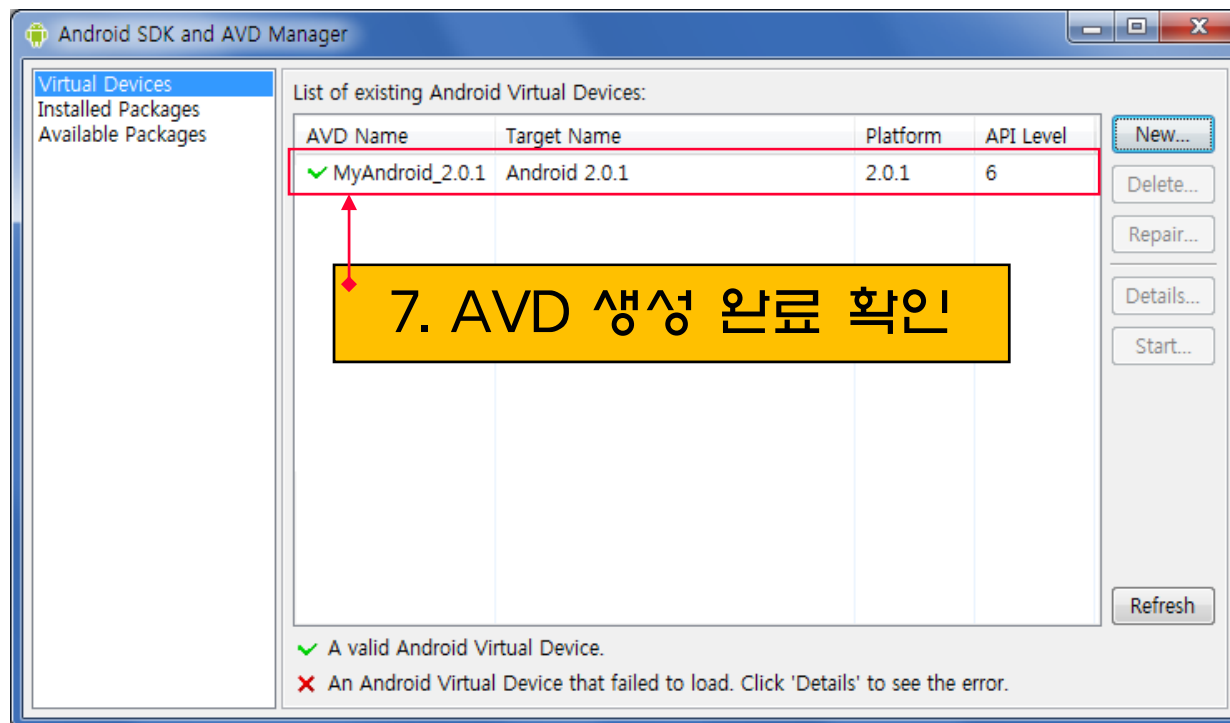 Android SDK and AVD Manager
Virtual Devices
Installed Packages
Available Packages
List of existing Android Virtual Devices:
AVD Name Target Name Platform API Level
MyAndroid_2.0.1 Android 2.0.1 2.0.1 6
7. AVD 생성 완료 확인
New...
Delete...
Repair...
Details...
Start...
Refresh
A valid Android Virtual Device.
An Android Virtual Device that failed to load. Click 'Details' to see the error.